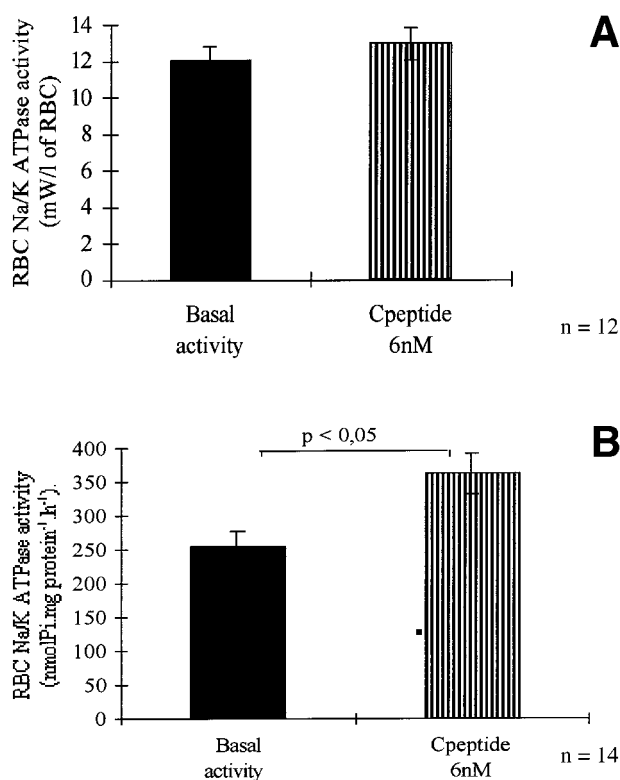 A
RBC Na/K ATPase activity
(mW/l of RBC)
14
12
10
8
6
4
2
0
Basal
activity
Cpeptide
6nM
n = 12
B
p < 0,05
RBC Na/K ATPase activity
(nmolPi.mg protein⁻¹.h⁻¹).
400
350
300
250
200
150
100
50
0
Basal
activity
Cpeptide
6nM
n = 14